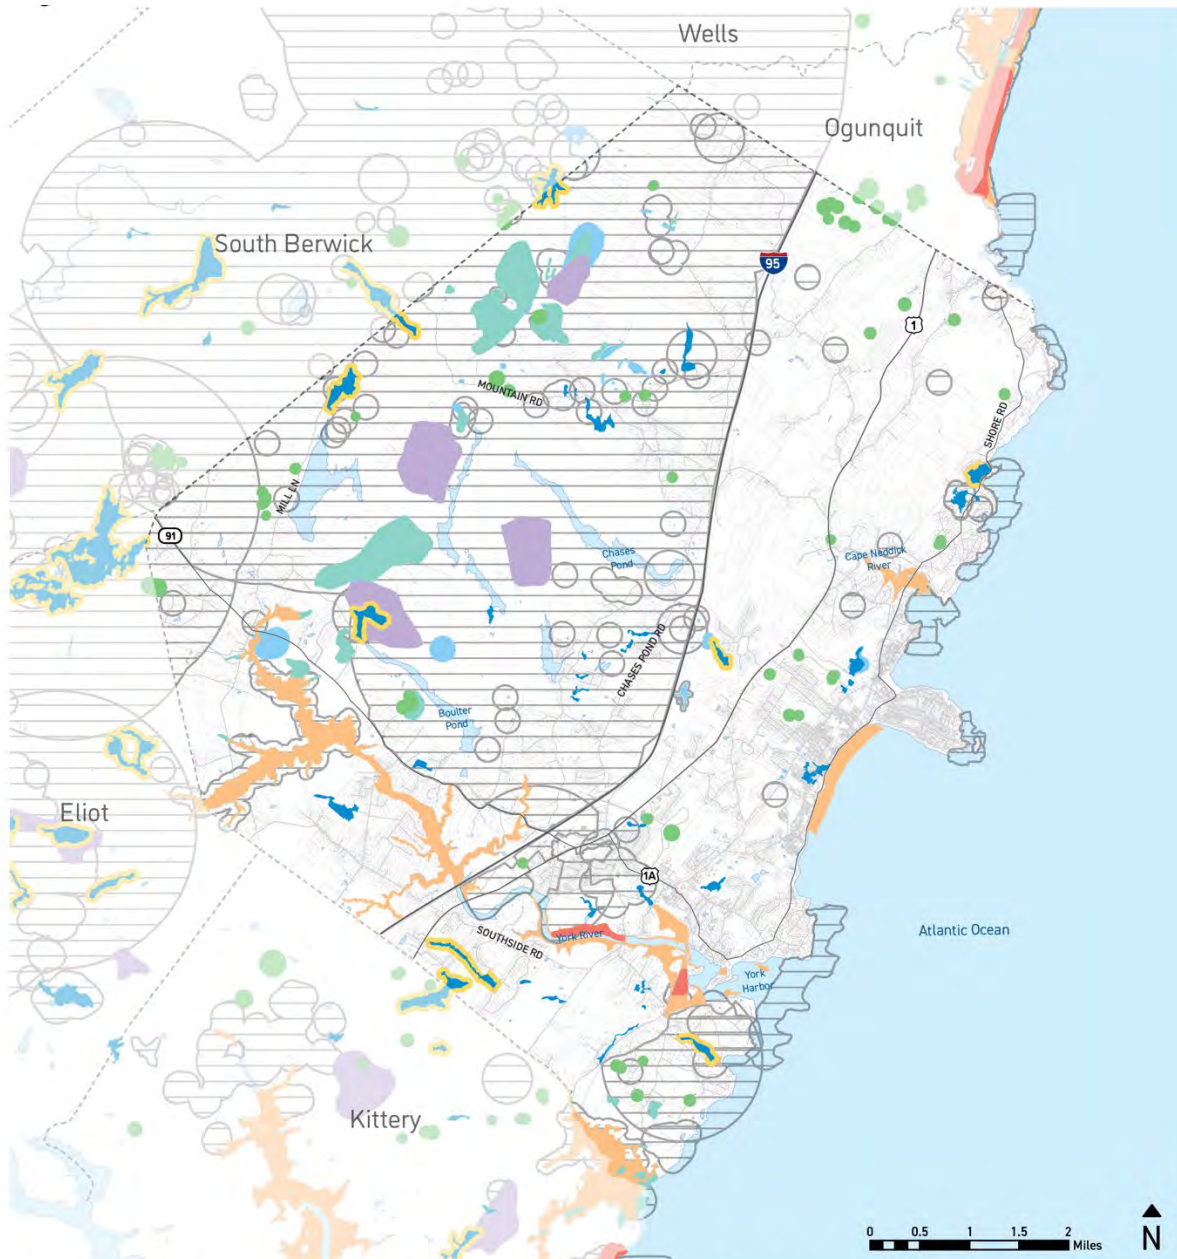 Wells
Ogunquit
South Berwick
95
1
MOUNTAIN RD
SHORE RD
MILL LN
91
Chases
Pond
Cape Neddick
River
CHASES POND RD
Boulter
Pond
Eliot
1A
SOUTHSIDE RD
York River
Atlantic Ocean
York
Harbor
Kittery
0 0.5 1 1.5 2
Miles
N